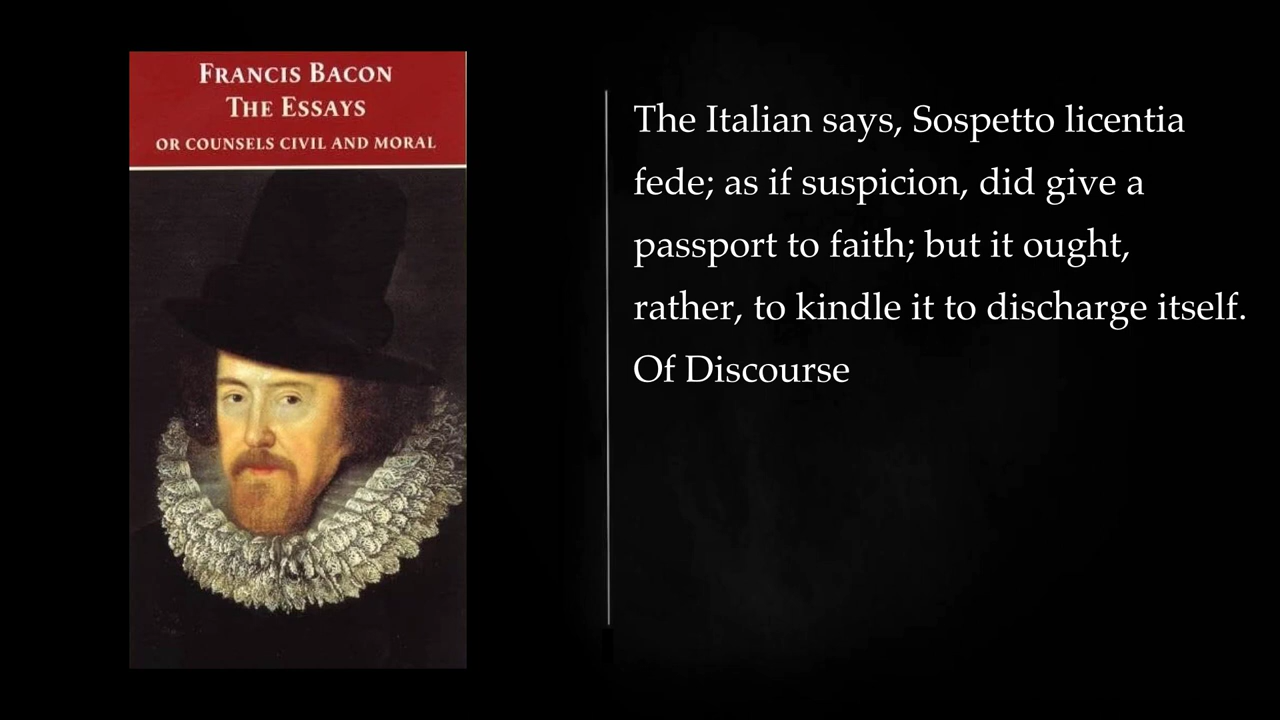 FRANCIS BACON
THE ESSAYS
OR COUNSELS CIVIL AND MORAL
The Italian says, Sospetto licentia
fede; as if suspicion, did give a
passport to faith; but it ought,
rather, to kindle it to discharge itself.
Of Discourse